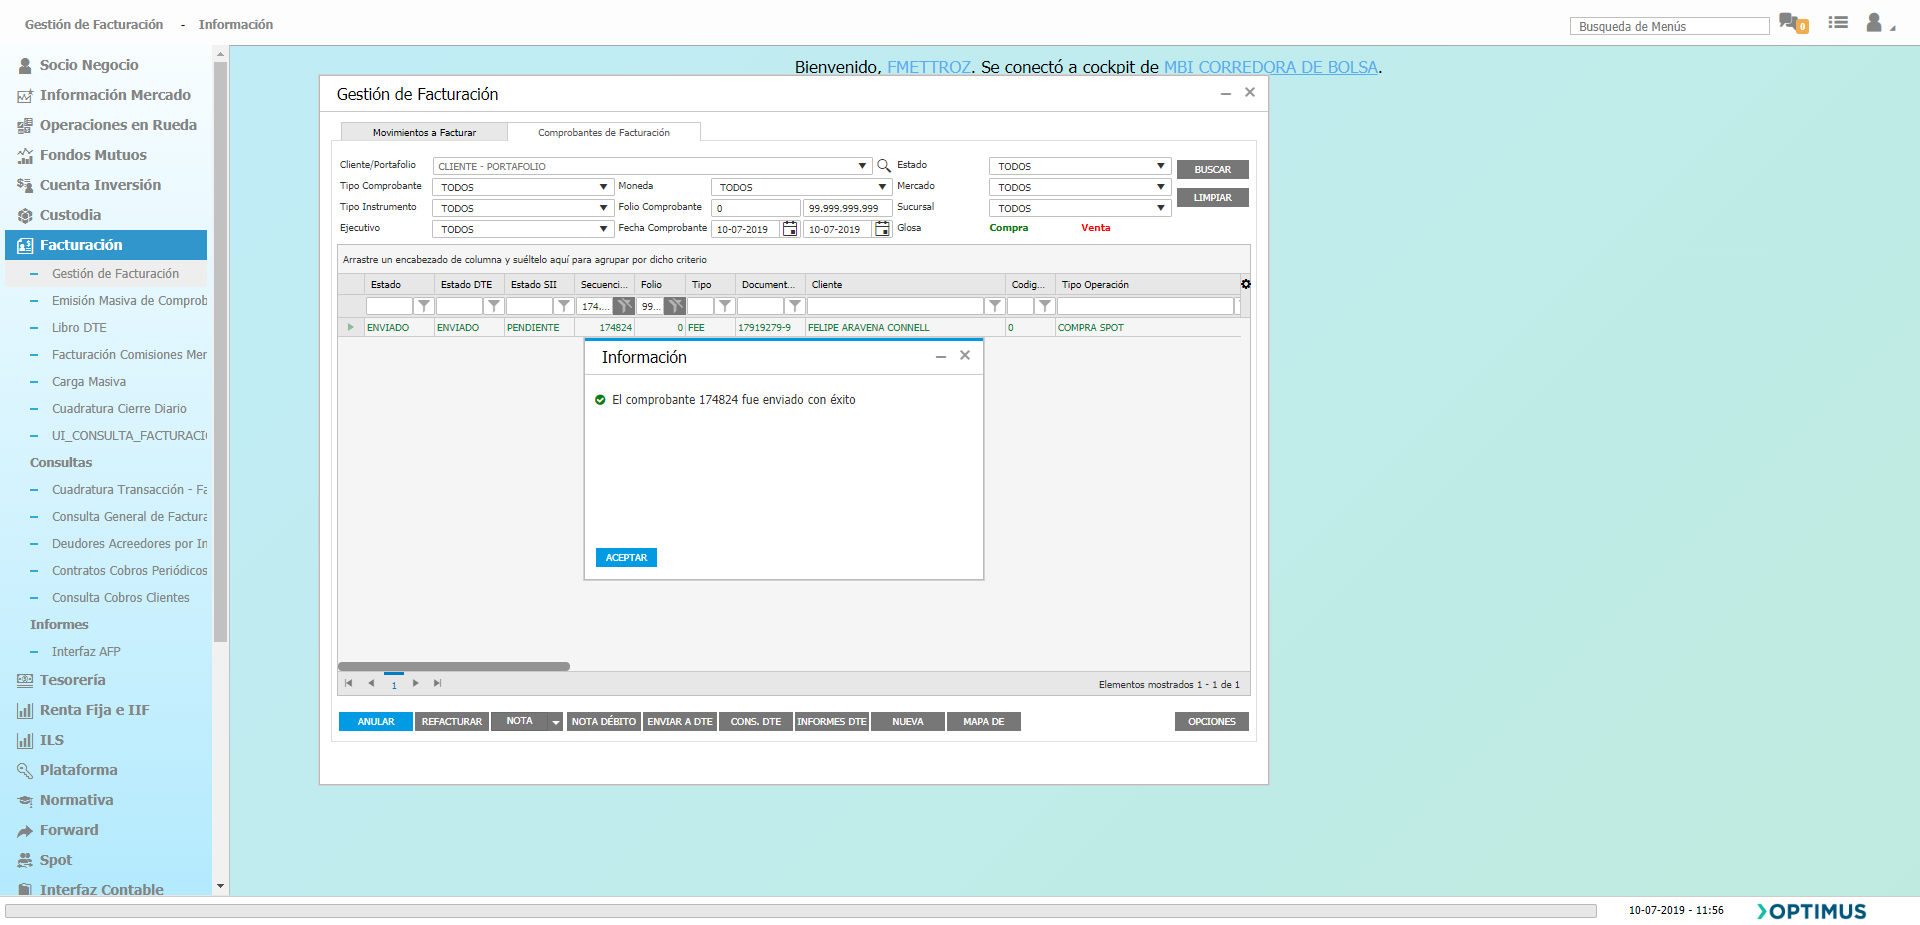 Gestión de Facturación - Información
Busqueda de Menús
0
Bienvenido, FMETTROZ. Se conectó a cockpit de MBI CORREDORA DE BOLSA.
Socio Negocio
Información Mercado
Operaciones en Rueda
Fondos Mutuos
Cuenta Inversión
Custodia
Facturación
Gestión de Facturación
Emisión Masiva de Comprob
Libro DTE
Facturación Comisiones Mer
Carga Masiva
Cuadratura Cierre Diario
UI_CONSULTA_FACTURACI
Consultas
Cuadratura Transacción - Fa
Consulta General de Factura
Deudores Acreedores por In
Contratos Cobros Periódicos
Consulta Cobros Clientes
Informes
Interfaz AFP
Tesorería
Renta Fija e IIF
ILS
Plataforma
Normativa
Forward
Spot
Interfaz Contable
Gestión de Facturación
Movimientos a Facturar Comprobantes de Facturación
Cliente/Portafolio CLIENTE - PORTAFOLIO Estado TODOS BUSCAR
Tipo Comprobante TODOS Moneda TODOS Mercado TODOS
LIMPIAR
Tipo Instrumento TODOS Folio Comprobante 0 99.999.999.999 Sucursal TODOS
Ejecutivo TODOS Fecha Comprobante 10-07-2019 10-07-2019 Glosa Compra Venta
Arrastre un encabezado de columna y suéltelo aquí para agrupar por dicho criterio
Estado Estado DTE Estado SII Secuenci... Folio Tipo Document... Cliente Codig... Tipo Operación
174.... 99...
ENVIADO ENVIADO PENDIENTE 174824 0 FEE 17919279-9 FELIPE ARAVENA CONNELL 0 COMPRA SPOT
Información
El comprobante 174824 fue enviado con éxito
ACEPTAR
1
Elementos mostrados 1 - 1 de 1
ANULAR REFACTURAR NOTA NOTA DÉBITO ENVIAR A DTE CONS. DTE INFORMES DTE NUEVA MAPA DE OPCIONES
10-07-2019 - 11:56
OPTIMUS